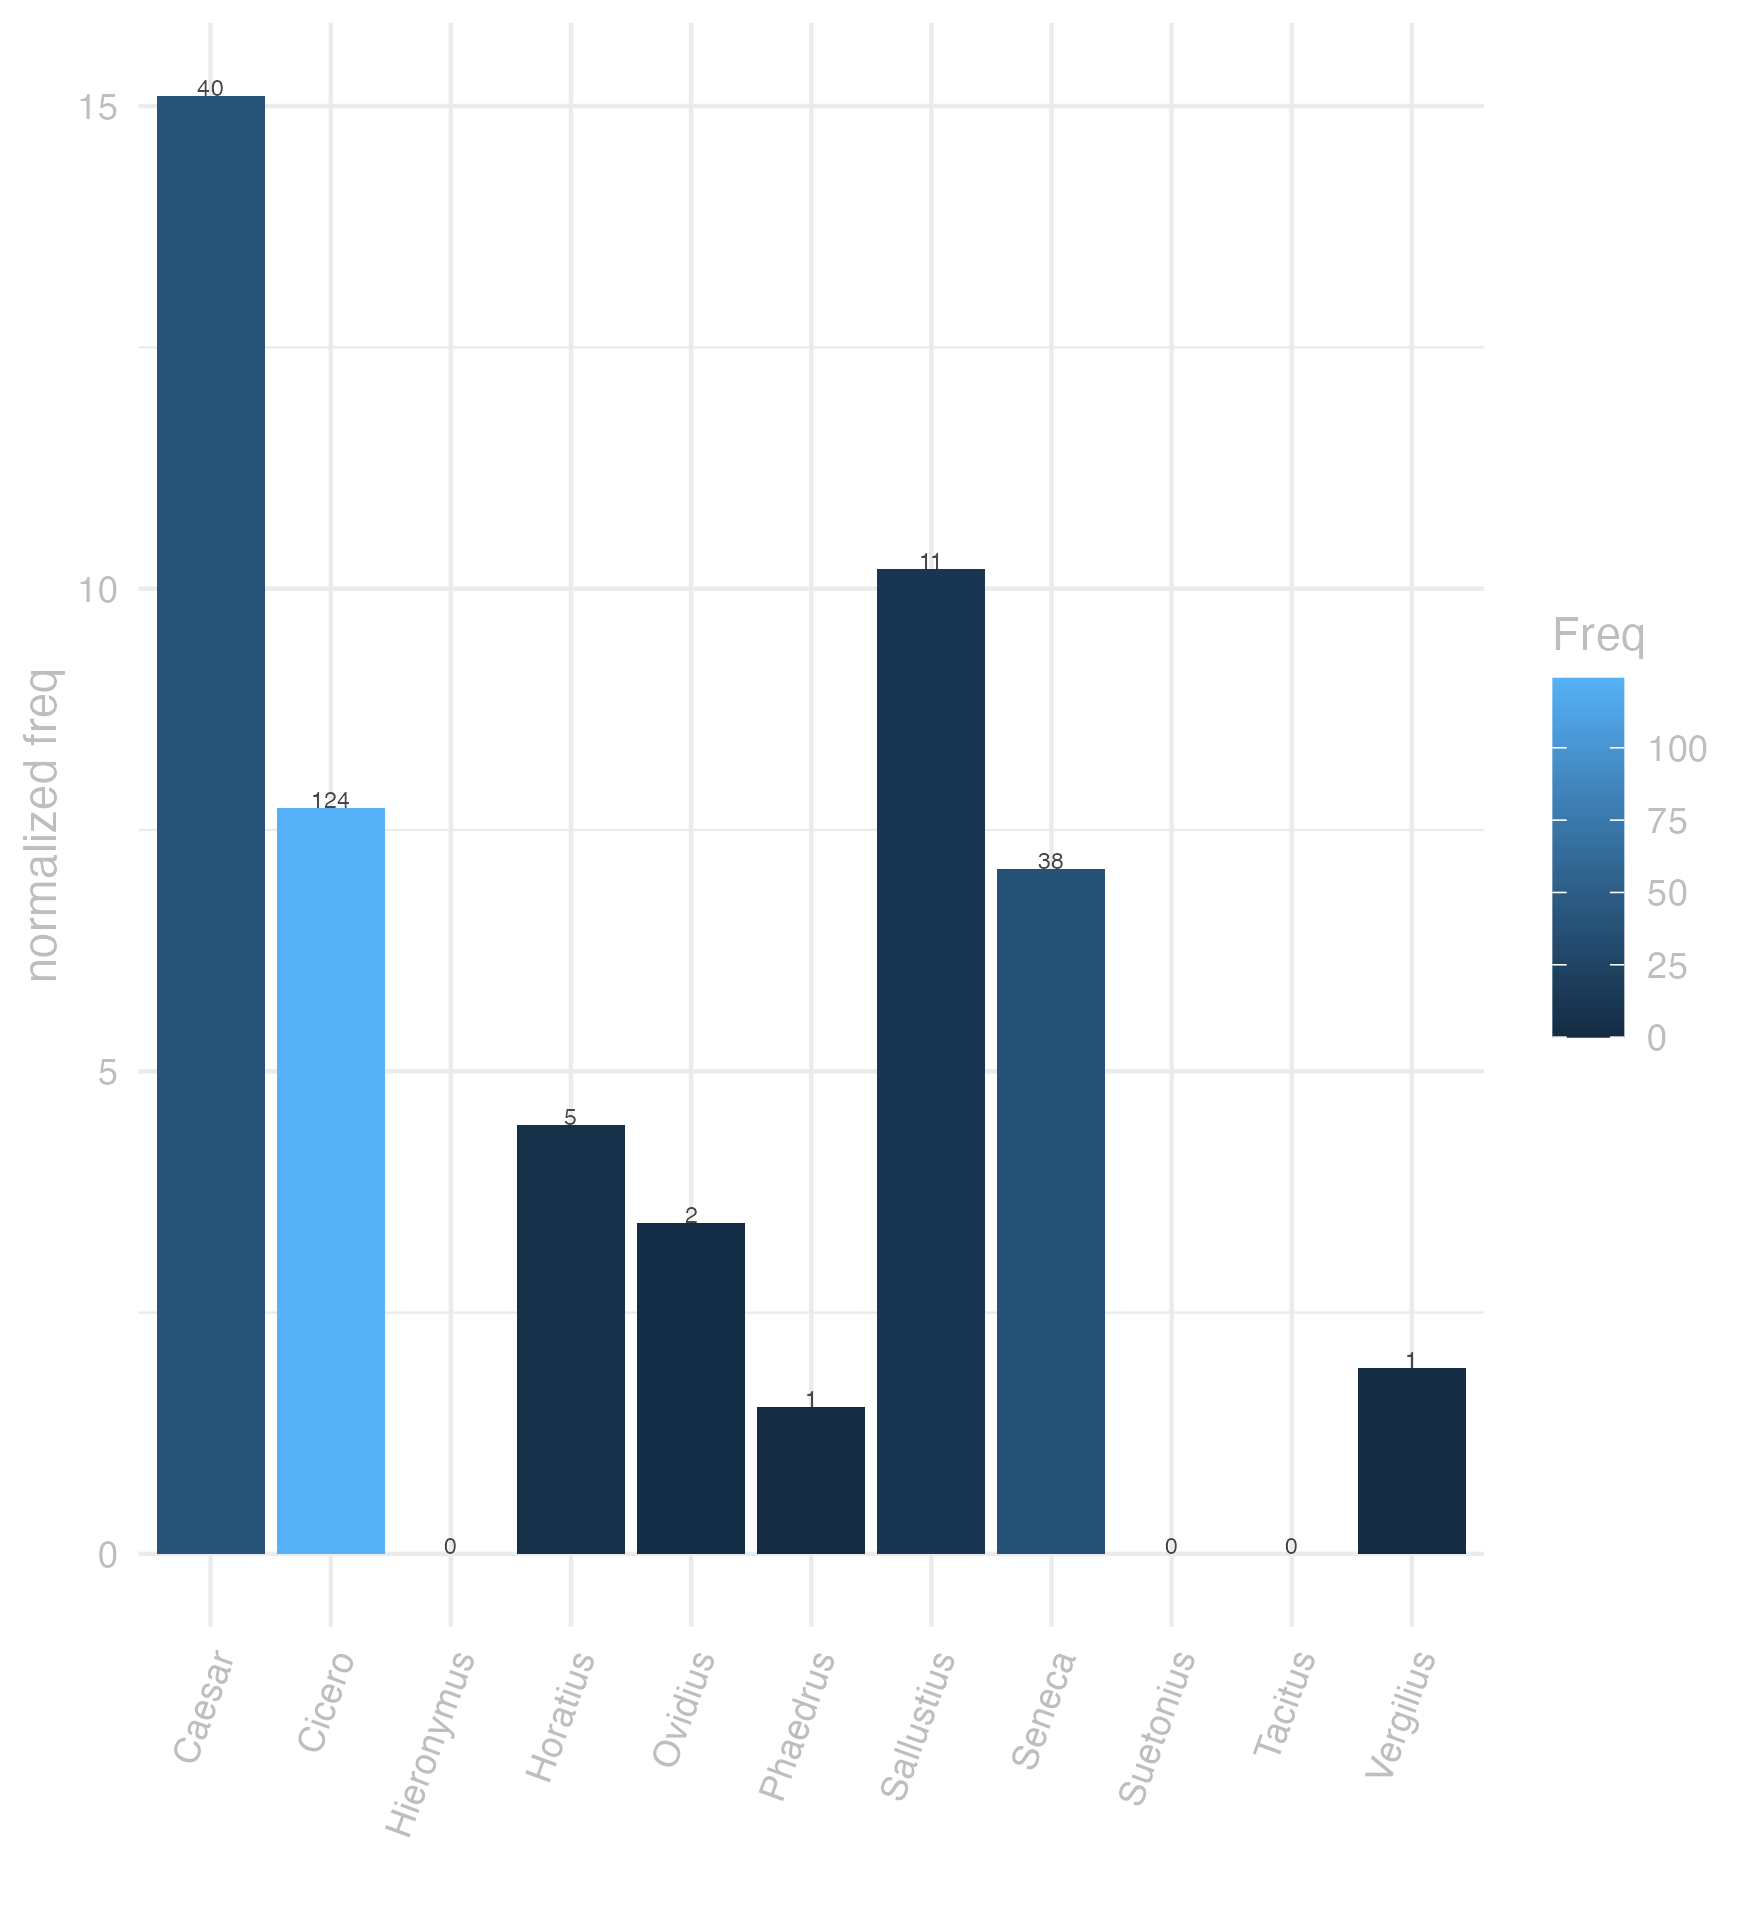 normalized freq
15
10
5
0
40
124
0
5
2
1
11
38
0
0
1
Caesar
Cicero
Hieronymus
Horatius
Ovidius
Phaedrus
Sallustius
Seneca
Suetonius
Tacitus
Vergilius
Freq
100
75
50
25
0